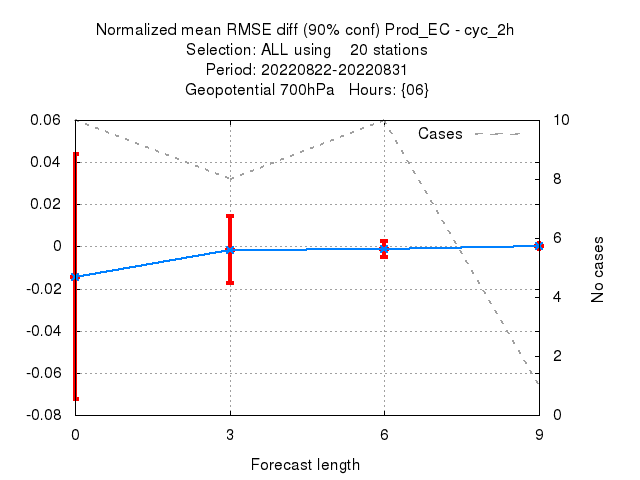 Normalized mean RMSE diff (90% conf) Prod_EC - cyc_2h
Selection: ALL using    20 stations
Period: 20220822-20220831
Geopotential 700hPa   Hours: {06}
Cases
0.06
0.04
0.02
0
-0.02
-0.04
-0.06
-0.08
10
8
6
4
2
0
No cases
0 3 6 9
Forecast length